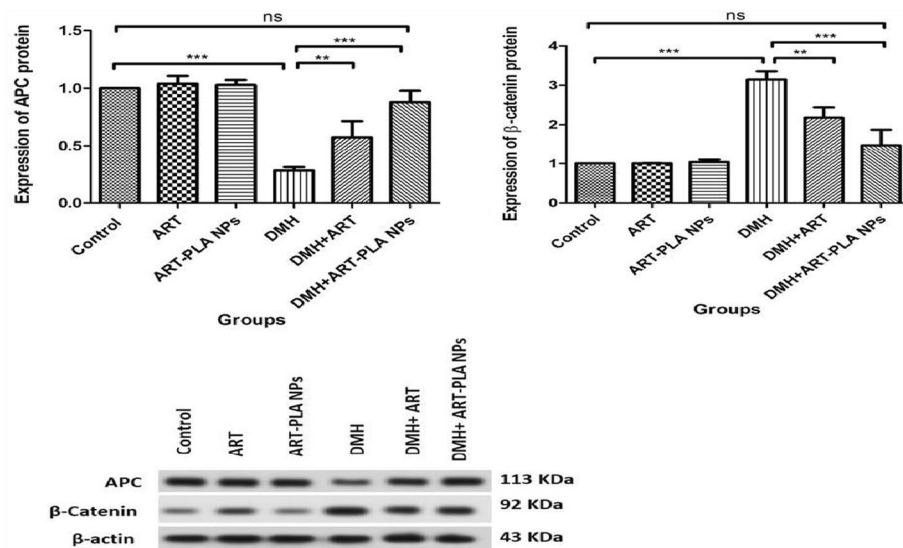 ns
***
***
**
Expression of APC protein
1.5
1.0
0.5
0.0
Control
ART
ART-PLA NPs
DMH
DMH+ART
DMH+ART-PLA NPs
Groups
ns
***
***
**
Expression of β-catenin protein
4
3
2
1
0
Control
ART
ART-PLA NPs
DMH
DMH+ART
DMH+ART-PLA NPs
Groups
Control
ART
ART-PLA NPs
DMH
DMH+ ART
DMH+ ART-PLA NPs
APC 113 KDa
β-Catenin 92 KDa
β-actin 43 KDa